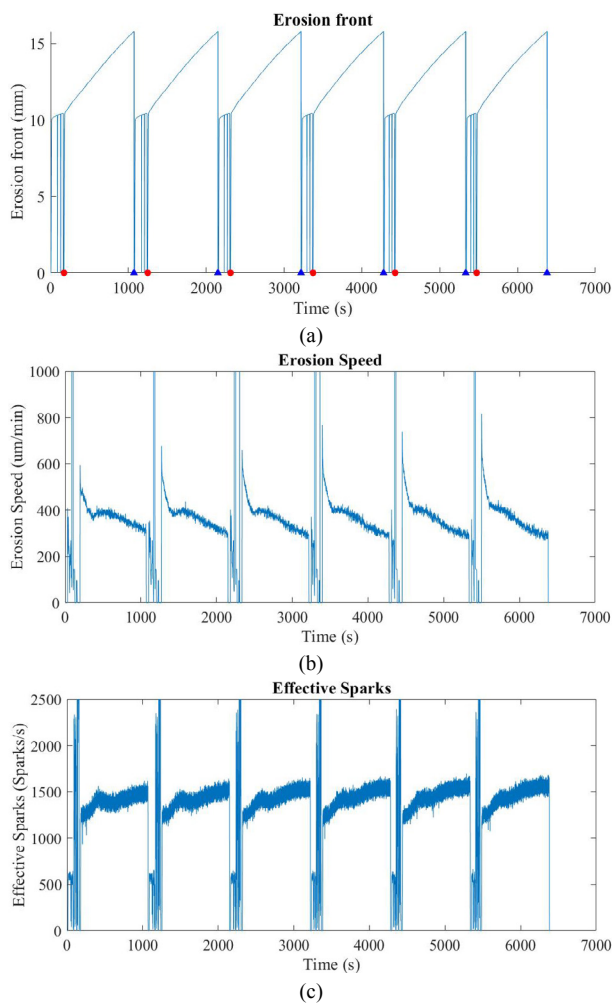 Erosion front
15
10
5
0
Erosion front (mm)
0 1000 2000 3000 4000 5000 6000 7000
Time (s)
(a)
Erosion Speed
1000
800
600
400
200
0
Erosion Speed (um/min)
0 1000 2000 3000 4000 5000 6000 7000
Time (s)
(b)
Effective Sparks
2500
2000
1500
1000
500
0
Effective Sparks (Sparks/s)
0 1000 2000 3000 4000 5000 6000 7000
Time (s)
(c)